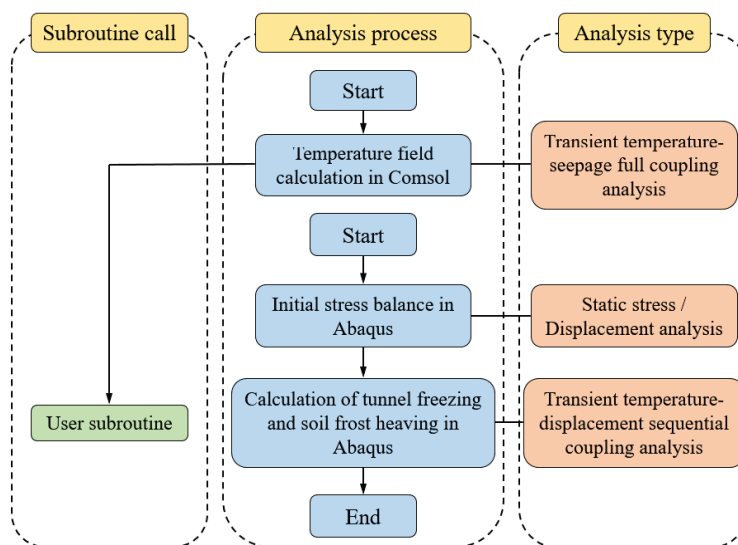 Subroutine call
Analysis process
Analysis type
Start
Temperature field
calculation in Comsol
Transient temperature-
seepage full coupling
analysis
Start
Initial stress balance in
Abaqus
Static stress /
Displacement analysis
User subroutine
Calculation of tunnel freezing
and soil frost heaving in
Abaqus
Transient temperature-
displacement sequential
coupling analysis
End